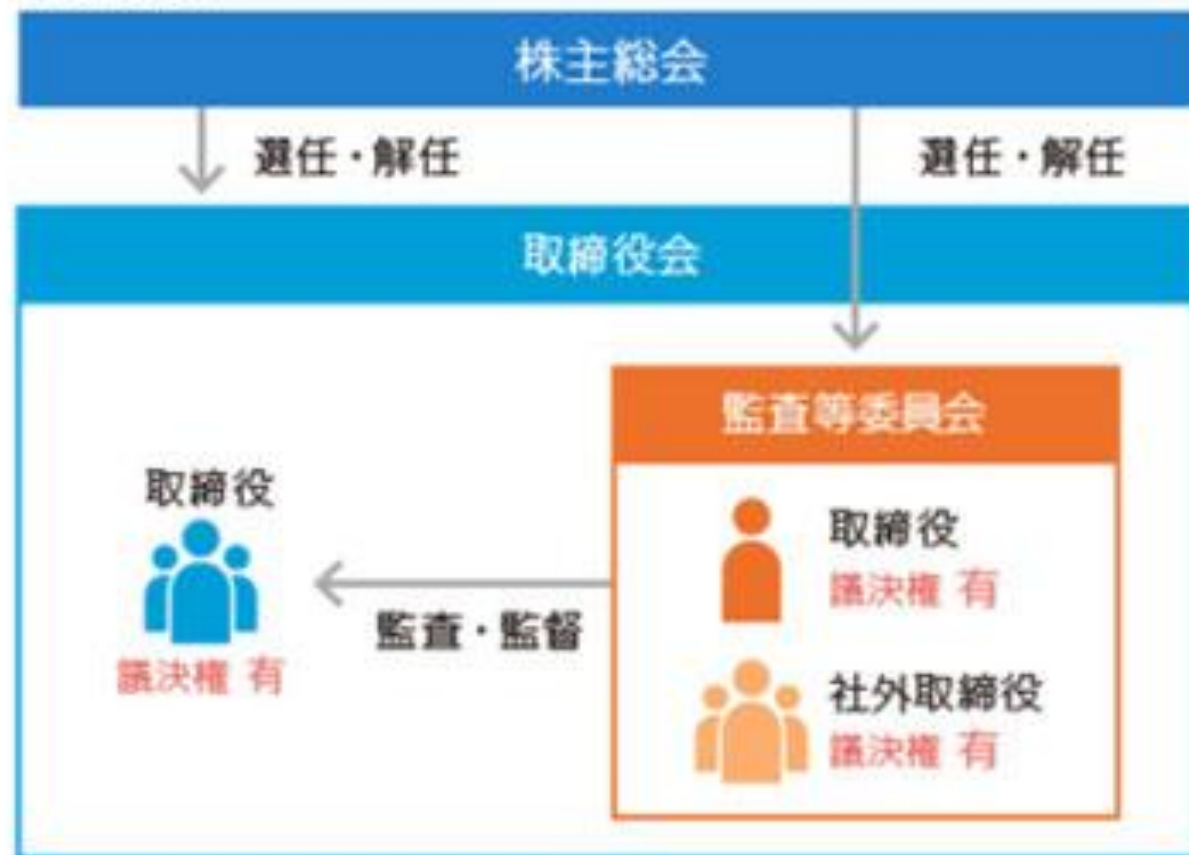 株主総会
選任・解任
選任・解任
取締役会
監査等委員会
取締役
議決権 有
監査・監督
取締役
議決権 有
社外取締役
議決権 有